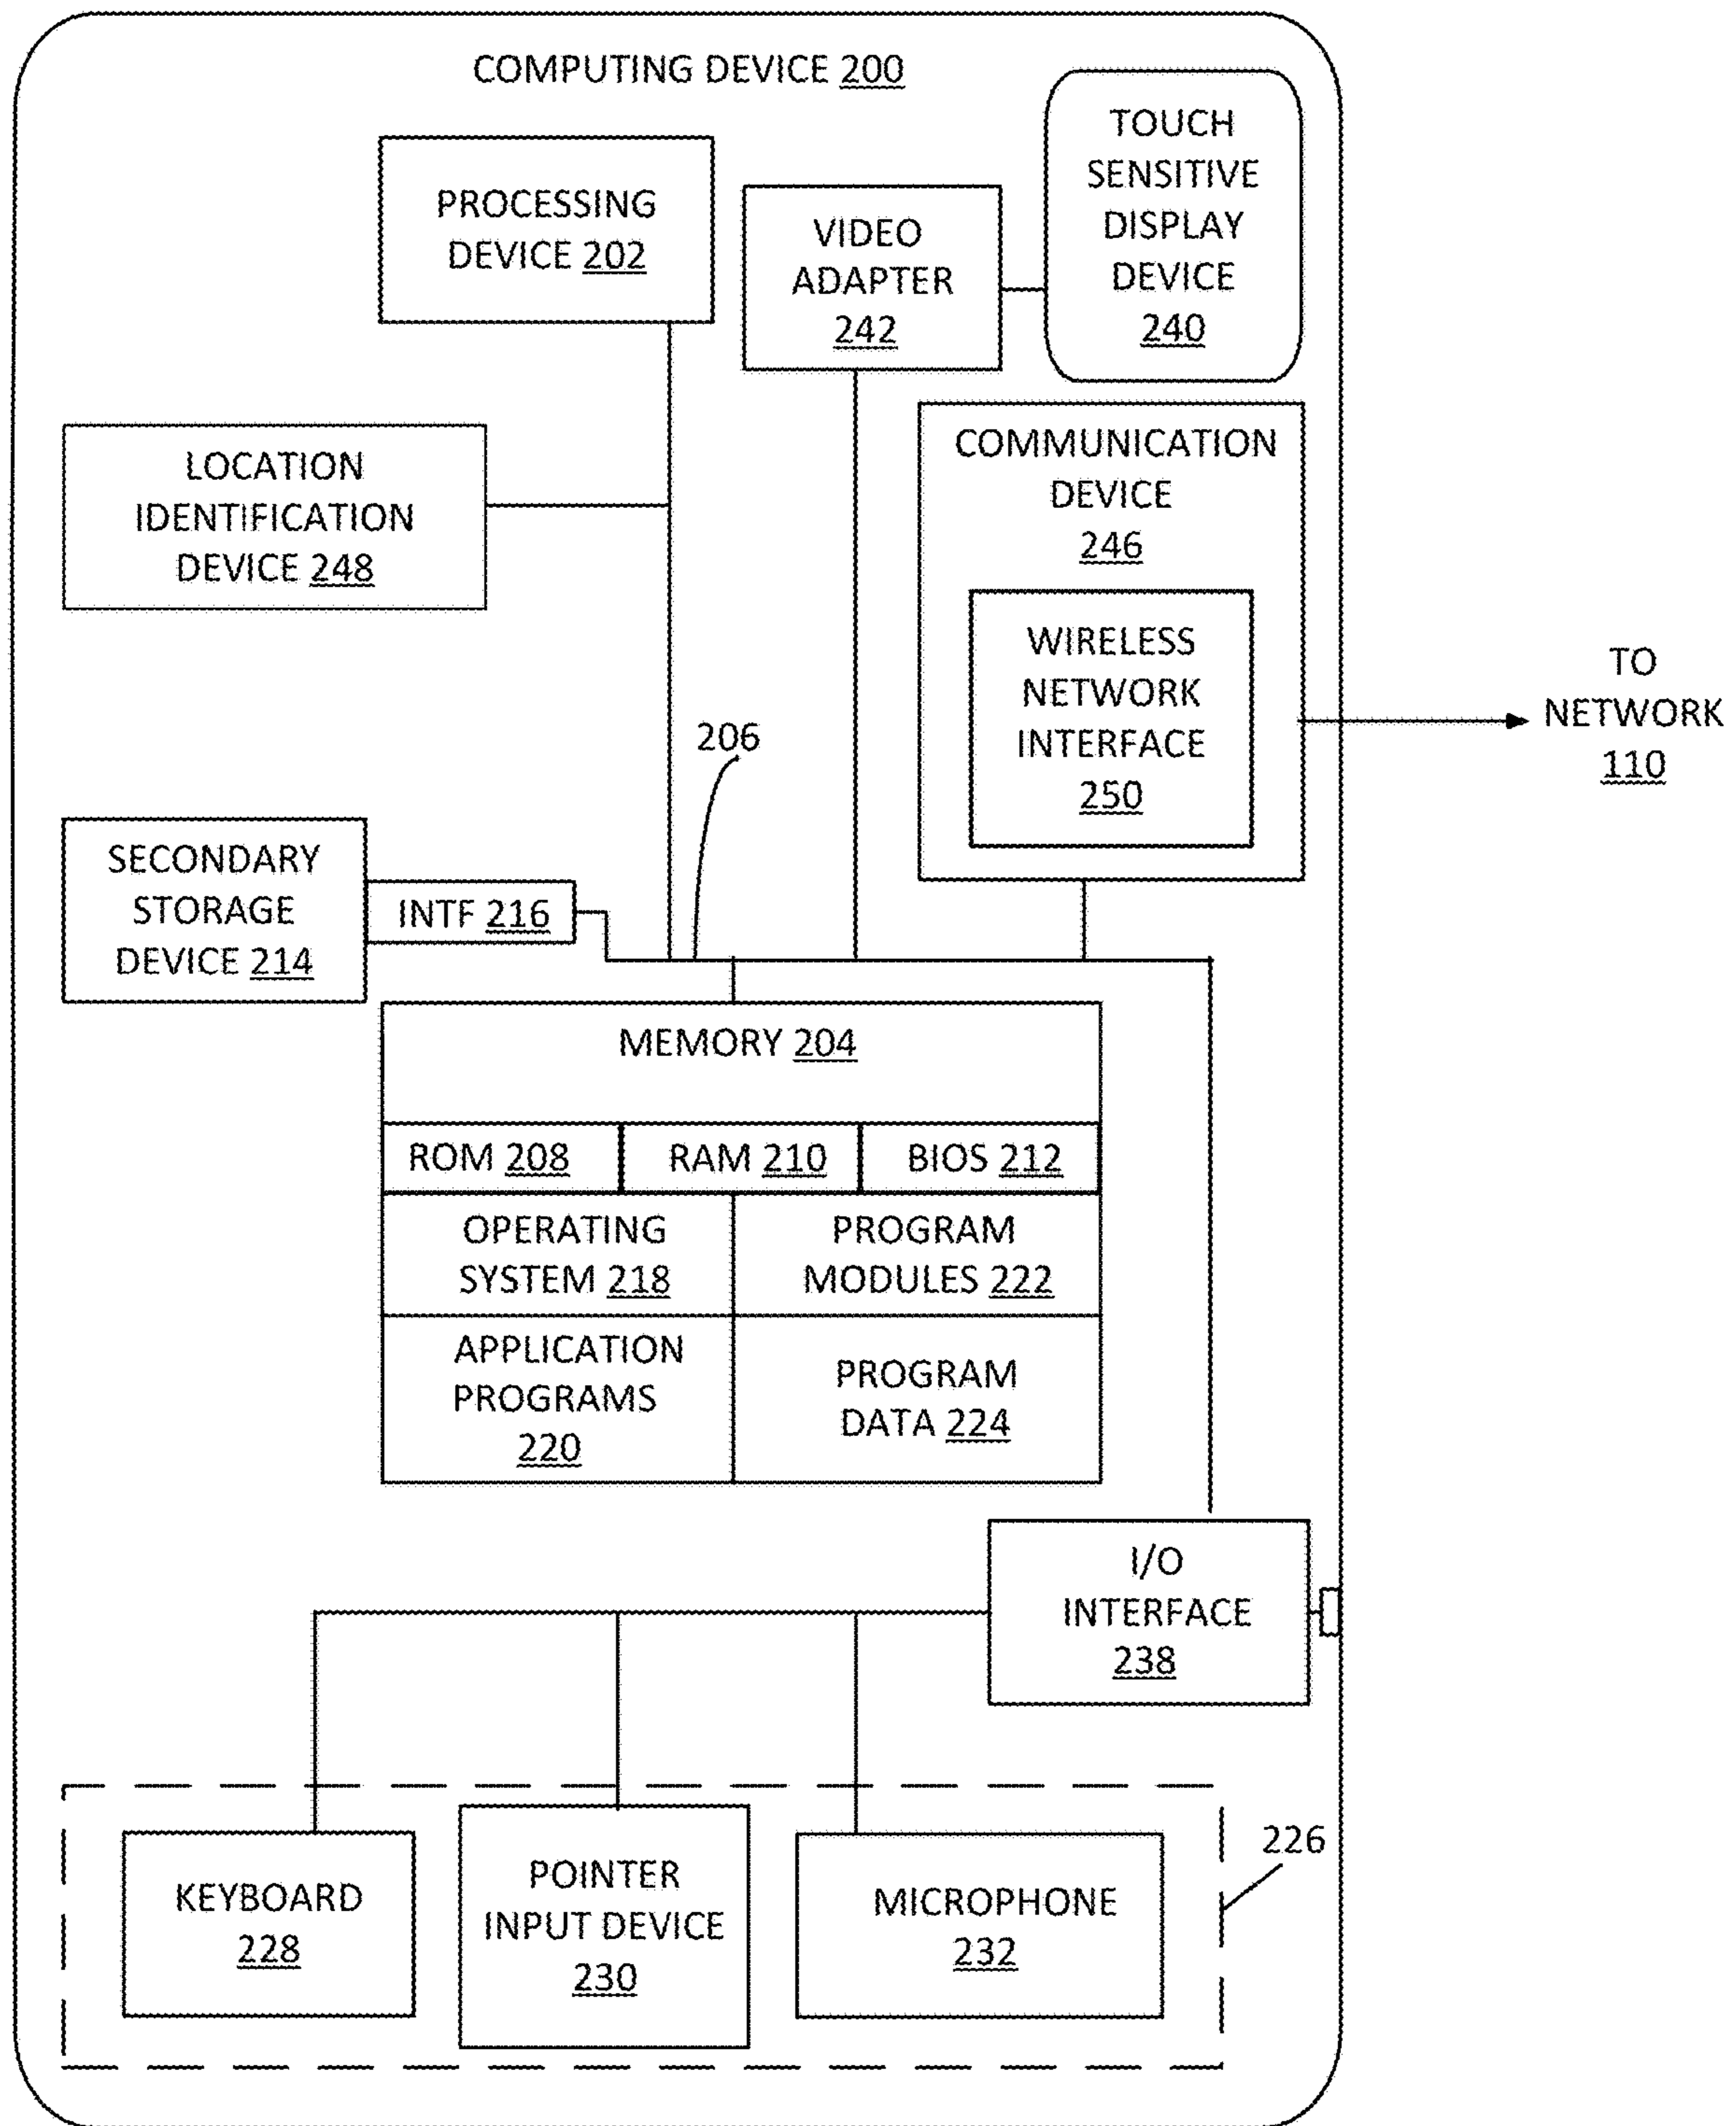 COMPUTING DEVICE 200
PROCESSING
DEVICE 202
VIDEO
ADAPTER
242
TOUCH
SENSITIVE
DISPLAY
DEVICE
240
LOCATION
IDENTIFICATION
DEVICE 248
COMMUNICATION
DEVICE
246
WIRELESS
NETWORK
INTERFACE
250
TO
NETWORK
110
206
SECONDARY
STORAGE
DEVICE 214
INTF 216
MEMORY 204
ROM 208
RAM 210
BIOS 212
OPERATING
SYSTEM 218
PROGRAM
MODULES 222
APPLICATION
PROGRAMS
220
PROGRAM
DATA 224
I/O
INTERFACE
238
226
KEYBOARD
228
POINTER
INPUT DEVICE
230
MICROPHONE
232